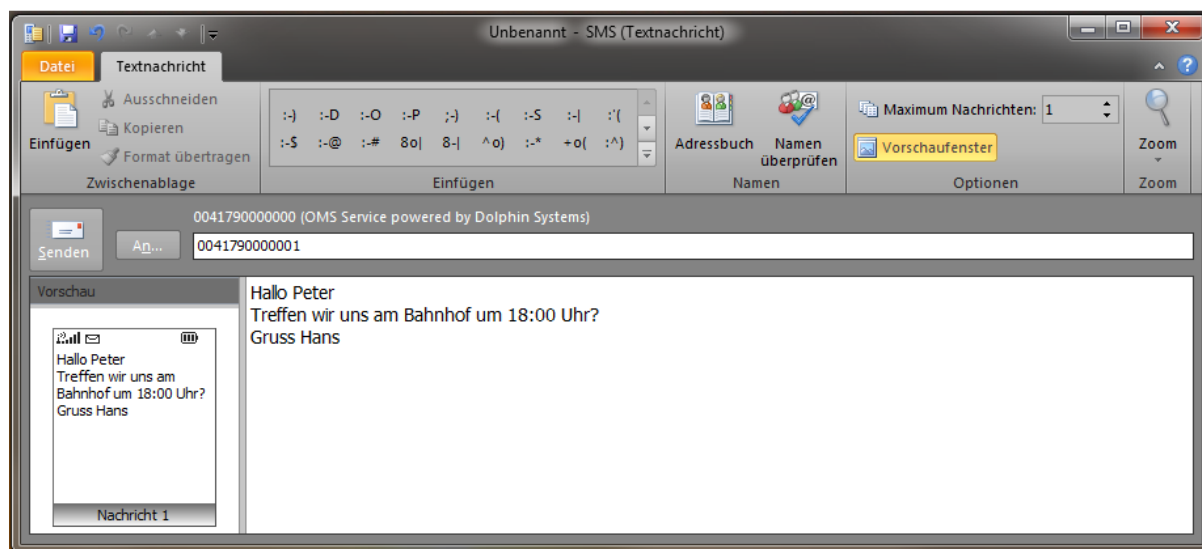 Unbenannt - SMS (Textnachricht)
Datei Textnachricht
Einfügen
Ausschneiden
Kopieren
Format übertragen
Zwischenablage
:-) :-D :-O :-P ;-) :-( :-S :-| :'(
:-$ :-@ :-# 8o| 8-| ^o) :-* +o( :^)
Einfügen
Adressbuch
Namen
überprüfen
Namen
Maximum Nachrichten: 1
Vorschaufenster
Optionen
Zoom
Zoom
0041790000000 (OMS Service powered by Dolphin Systems)
Senden
An...
0041790000001
Vorschau
Hallo Peter
Treffen wir uns am
Bahnhof um 18:00 Uhr?
Gruss Hans
Nachricht 1
Hallo Peter
Treffen wir uns am Bahnhof um 18:00 Uhr?
Gruss Hans